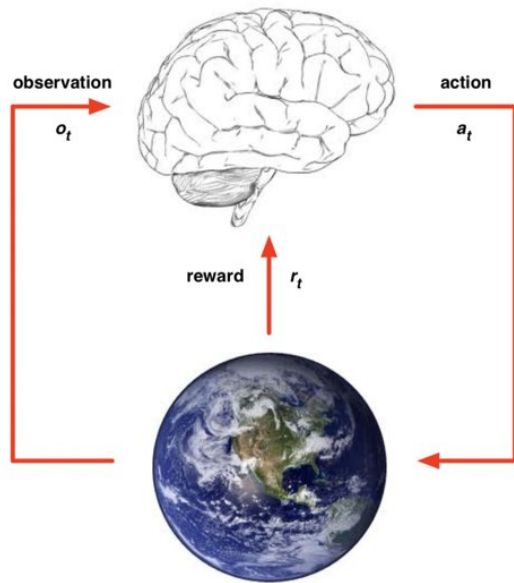 observation
o_t
action
a_t
reward r_t